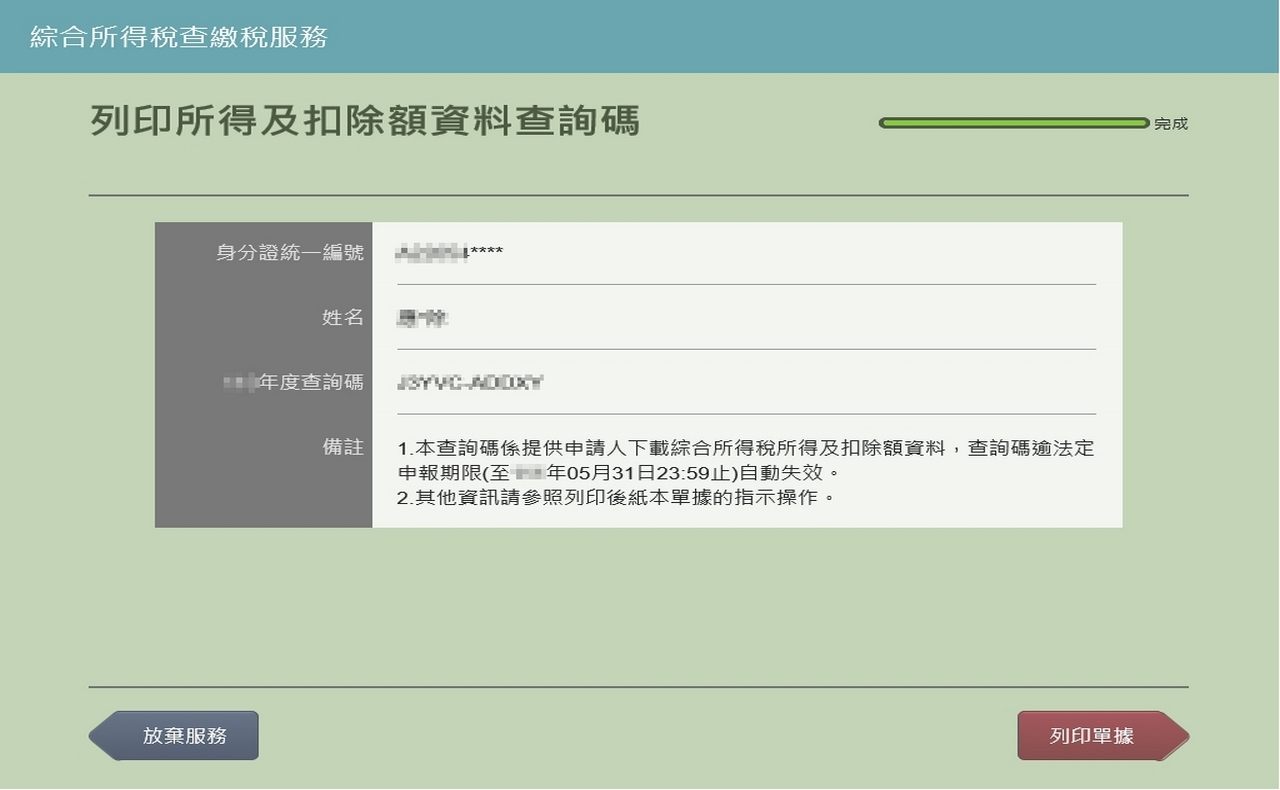 綜合所得稅查繳稅服務
列印所得及扣除額資料查詢碼
完成
身分證統一編號
****
姓名
年度查詢碼
備註
1.本查詢碼係提供申請人下載綜合所得稅所得及扣除額資料，查詢碼逾法定
申報期限(至 年05月31日23:59止)自動失效。
2.其他資訊請參照列印後紙本單據的指示操作。
放棄服務
列印單據